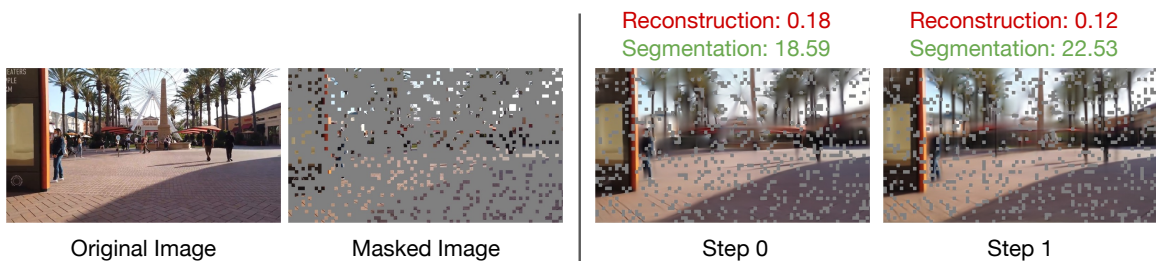 Reconstruction: 0.18
Segmentation: 18.59
Reconstruction: 0.12
Segmentation: 22.53
Original Image
Masked Image
Step 0
Step 1